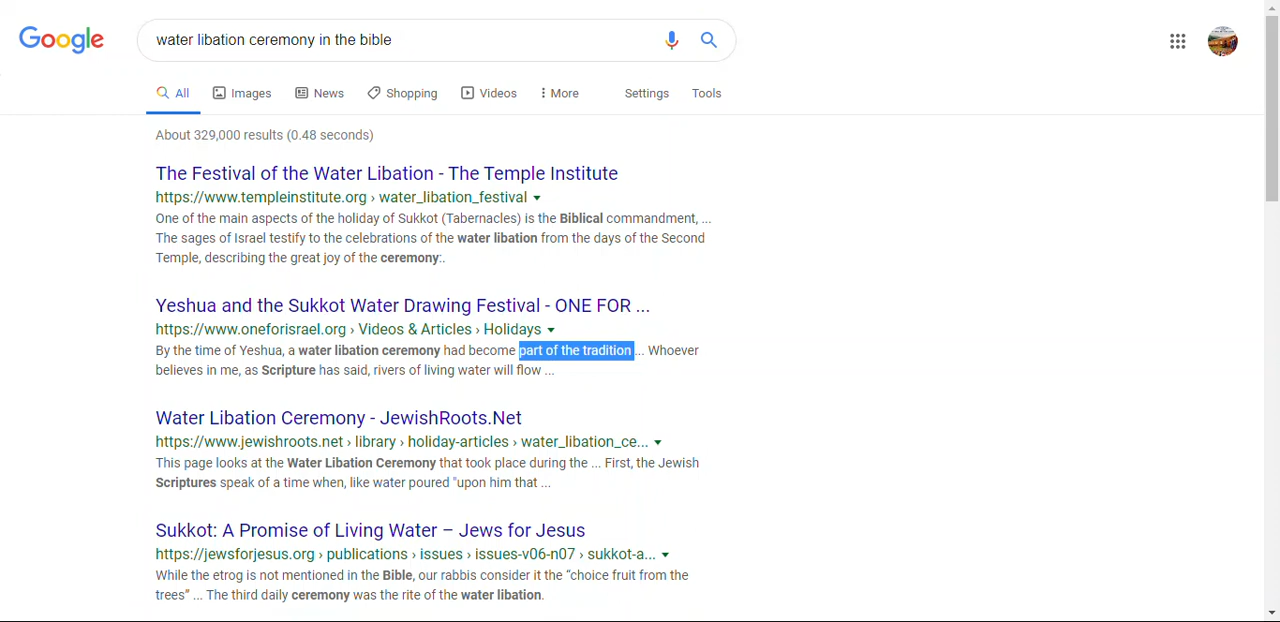 Google
water libation ceremony in the bible
All Images News Shopping Videos More Settings Tools
About 329,000 results (0.48 seconds)
The Festival of the Water Libation - The Temple Institute
https://www.templeinstitute.org › water_libation_festival
One of the main aspects of the holiday of Sukkot (Tabernacles) is the Biblical commandment, ...
The sages of Israel testify to the celebrations of the water libation from the days of the Second
Temple, describing the great joy of the ceremony:.
Yeshua and the Sukkot Water Drawing Festival - ONE FOR ...
https://www.oneforisrael.org › Videos & Articles › Holidays
By the time of Yeshua, a water libation ceremony had become part of the tradition ... Whoever
believes in me, as Scripture has said, rivers of living water will flow ...
Water Libation Ceremony - JewishRoots.Net
https://www.jewishroots.net › library › holiday-articles › water_libation_ce...
This page looks at the Water Libation Ceremony that took place during the ... First, the Jewish
Scriptures speak of a time when, like water poured "upon him that ...
Sukkot: A Promise of Living Water – Jews for Jesus
https://jewsforjesus.org › publications › issues › issues-v06-n07 › sukkot-a...
While the etrog is not mentioned in the Bible, our rabbis consider it the “choice fruit from the
trees” ... The third daily ceremony was the rite of the water libation.